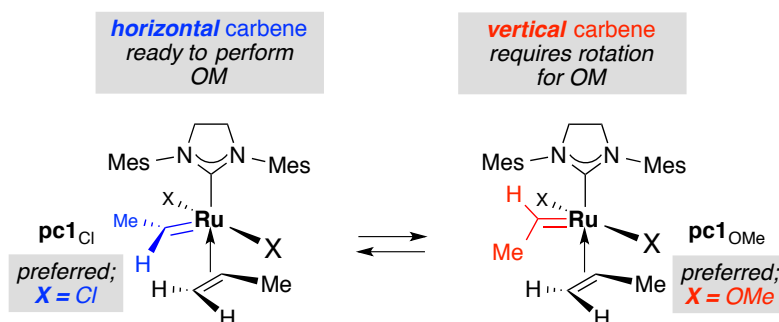 horizontal carbene
ready to perform
OM
vertical carbene
requires rotation
for OM
Mes N N Mes
X
Me Ru
X
H
H Me
H
pc1Cl
preferred;
X = Cl
Mes N N Mes
H X
Ru
X
Me
H Me
H
pc1OMe
preferred;
X = OMe